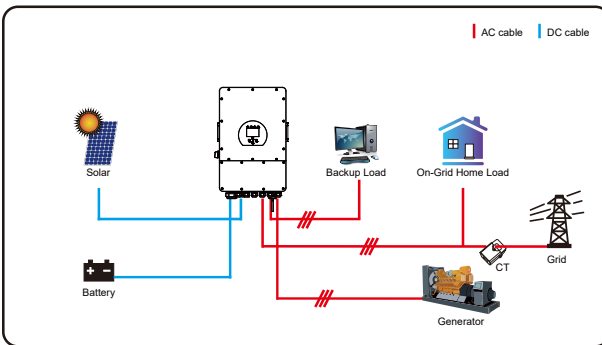 AC cable
DC cable
Solar
Backup Load
On-Grid Home Load
CT
Grid
Battery
Generator